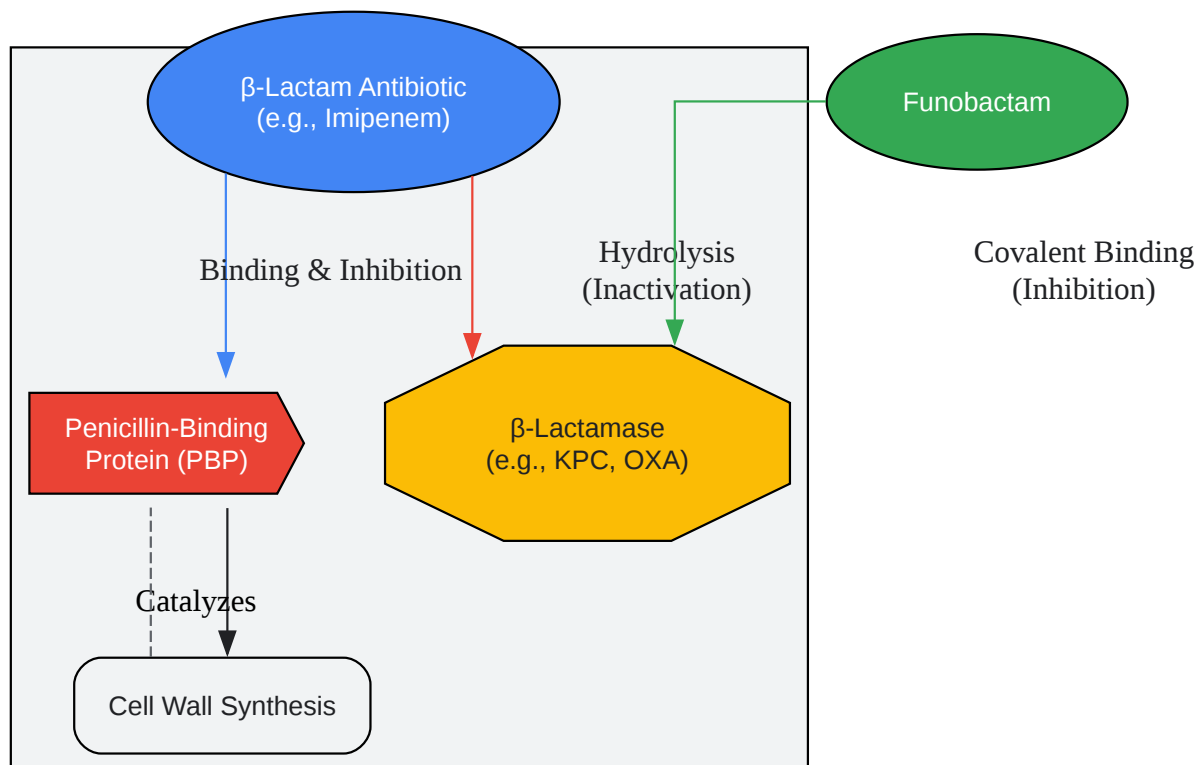 β-Lactam Antibiotic
(e.g., Imipenem)
Funobactam
Binding & Inhibition
Hydrolysis
(Inactivation)
Covalent Binding
(Inhibition)
Penicillin-Binding
Protein (PBP)
β-Lactamase
(e.g., KPC, OXA)
Catalyzes
Cell Wall Synthesis